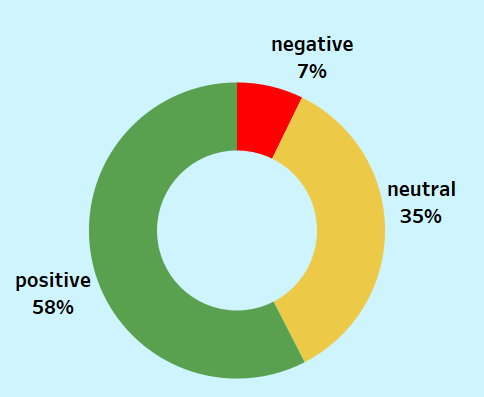 negative
7%
neutral
35%
positive
58%